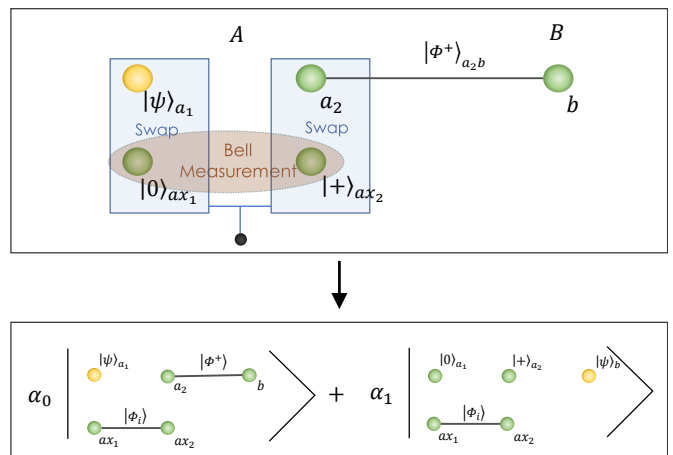 A B
|Φ⁺⟩ₐ₂b
|ψ⟩ₐ₁ a₂ b
Swap Swap
Bell
Measurement
|0⟩ₐₓ₁ |+⟩ₐₓ₂
α₀ |ψ⟩ₐ₁ |Φ⁺⟩ a₂ b |Φᵢ⟩ ax₁ ax₂ + α₁ |0⟩ₐ₁ |+⟩ₐ₂ |ψ⟩b |Φᵢ⟩ ax₁ ax₂